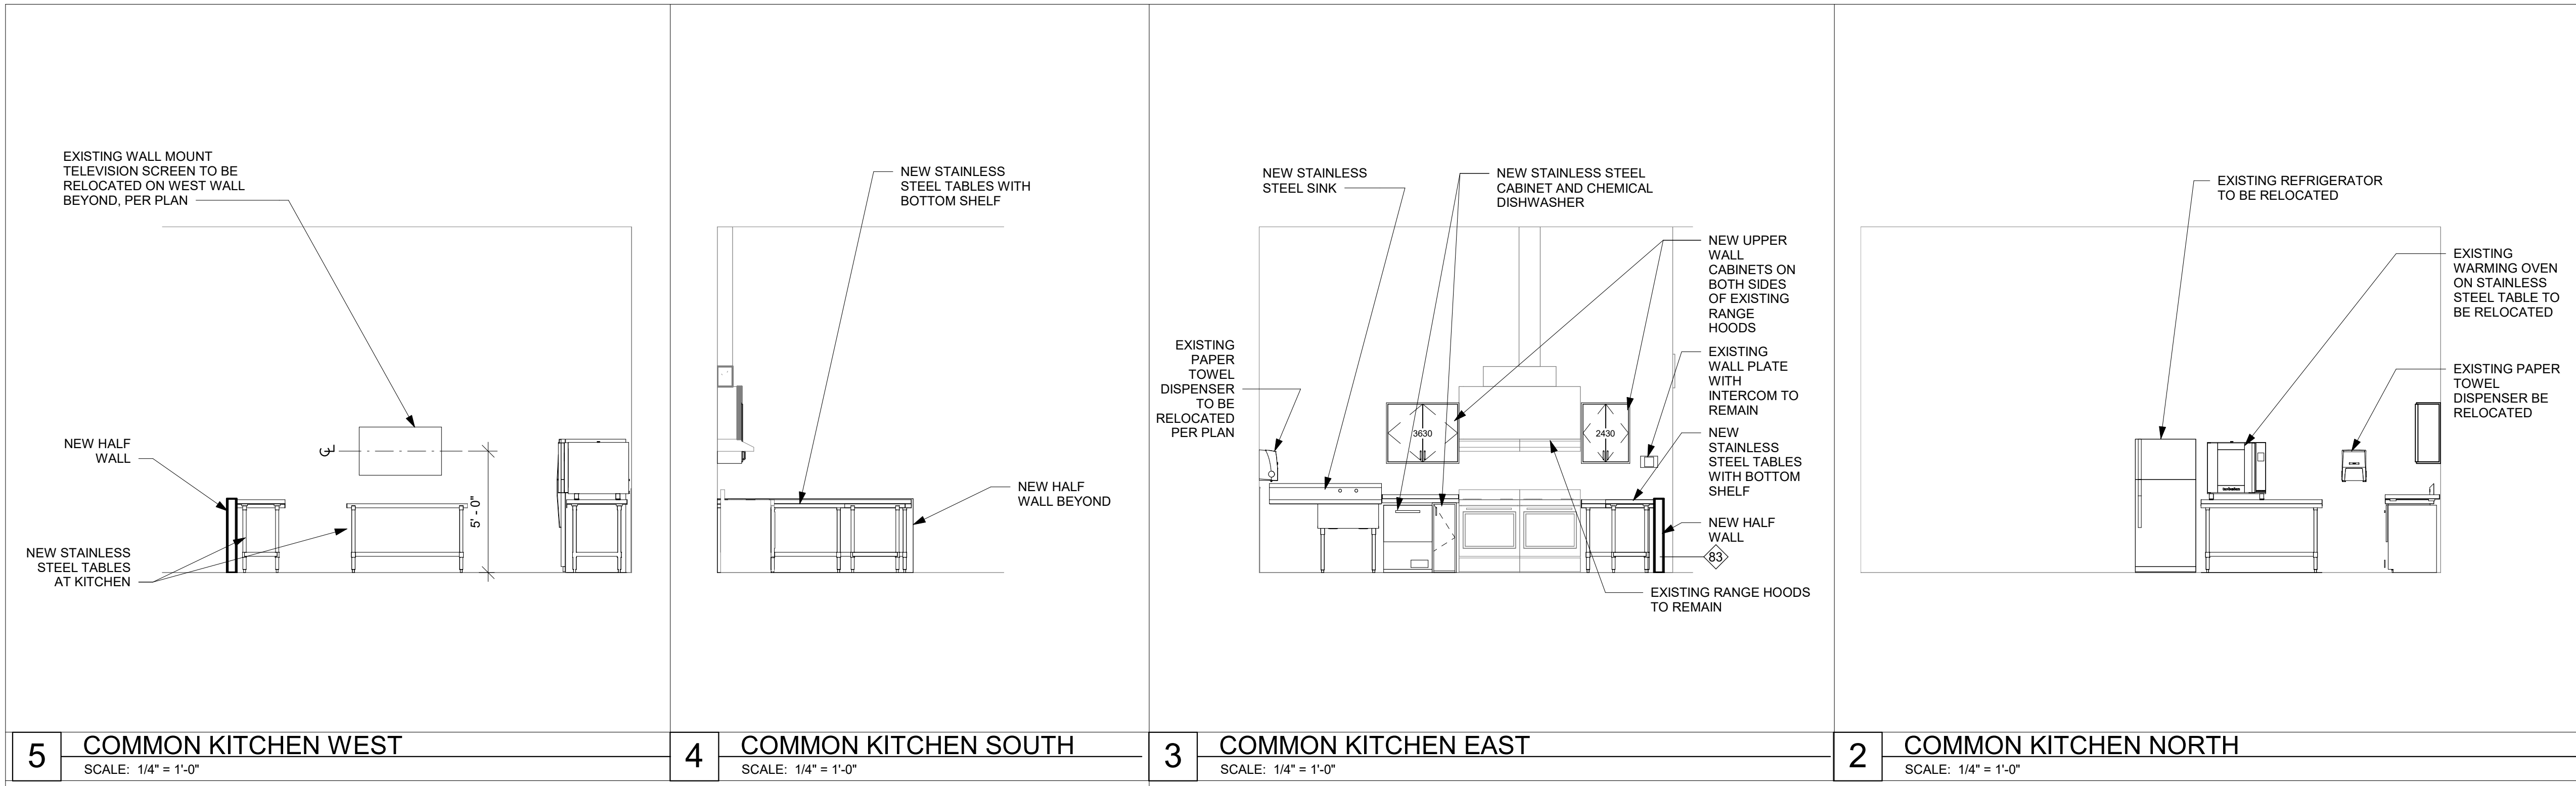 EXISTING WALL MOUNT
TELEVISION SCREEN TO BE
RELOCATED ON WEST WALL
BEYOND, PER PLAN
NEW HALF
WALL
NEW STAINLESS
STEEL TABLES
AT KITCHEN
CL
5' - 0"
5
COMMON KITCHEN WEST
SCALE: 1/4" = 1'-0"
NEW STAINLESS
STEEL TABLES WITH
BOTTOM SHELF
NEW HALF
WALL BEYOND
4
COMMON KITCHEN SOUTH
SCALE: 1/4" = 1'-0"
NEW STAINLESS
STEEL SINK
NEW STAINLESS STEEL
CABINET AND CHEMICAL
DISHWASHER
EXISTING
PAPER
TOWEL
DISPENSER
TO BE
RELOCATED
PER PLAN
3630
2430
NEW UPPER
WALL
CABINETS ON
BOTH SIDES
OF EXISTING
RANGE
HOODS
EXISTING
WALL PLATE
WITH
INTERCOM TO
REMAIN
NEW
STAINLESS
STEEL TABLES
WITH BOTTOM
SHELF
NEW HALF
WALL
83
EXISTING RANGE HOODS
TO REMAIN
3
COMMON KITCHEN EAST
SCALE: 1/4" = 1'-0"
EXISTING REFRIGERATOR
TO BE RELOCATED
EXISTING
WARMING OVEN
ON STAINLESS
STEEL TABLE TO
BE RELOCATED
EXISTING PAPER
TOWEL
DISPENSER BE
RELOCATED
2
COMMON KITCHEN NORTH
SCALE: 1/4" = 1'-0"